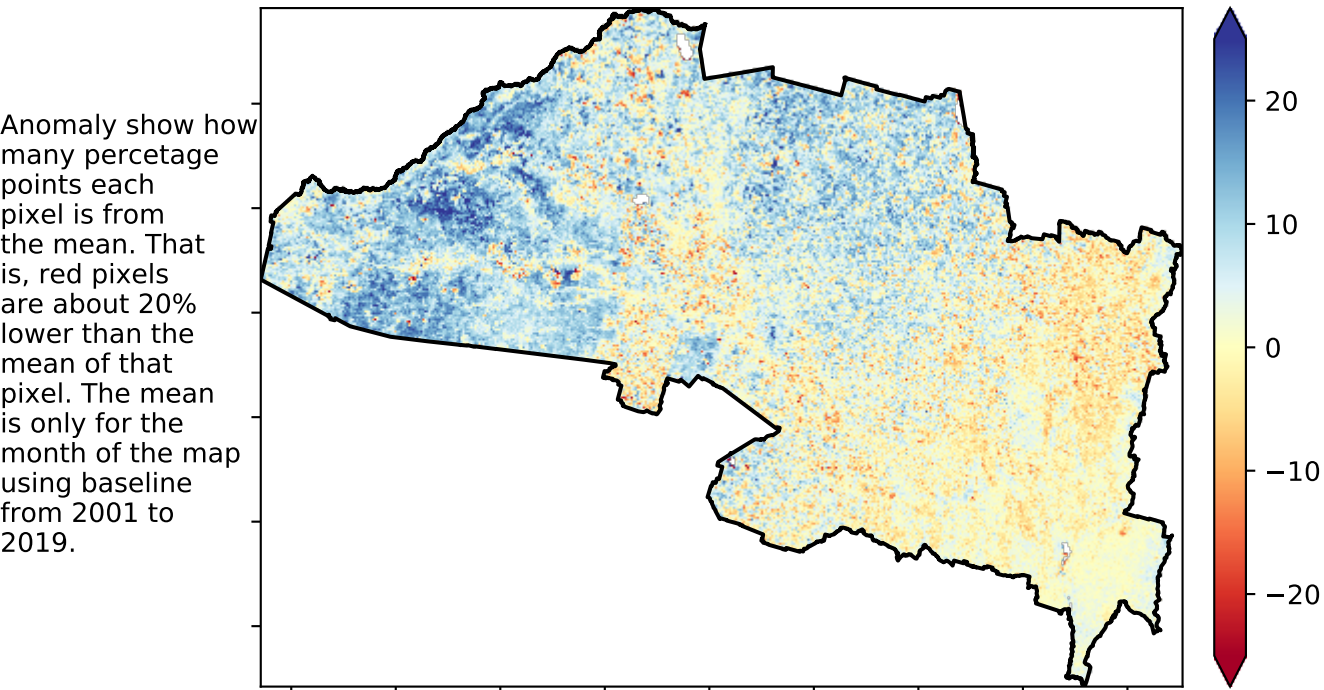 Anomaly show how
many percetage
points each
pixel is from
the mean. That
is, red pixels
are about 20%
lower than the
mean of that
pixel. The mean
is only for the
month of the map
using baseline
from 2001 to
2019.
20
10
0
−10
−20